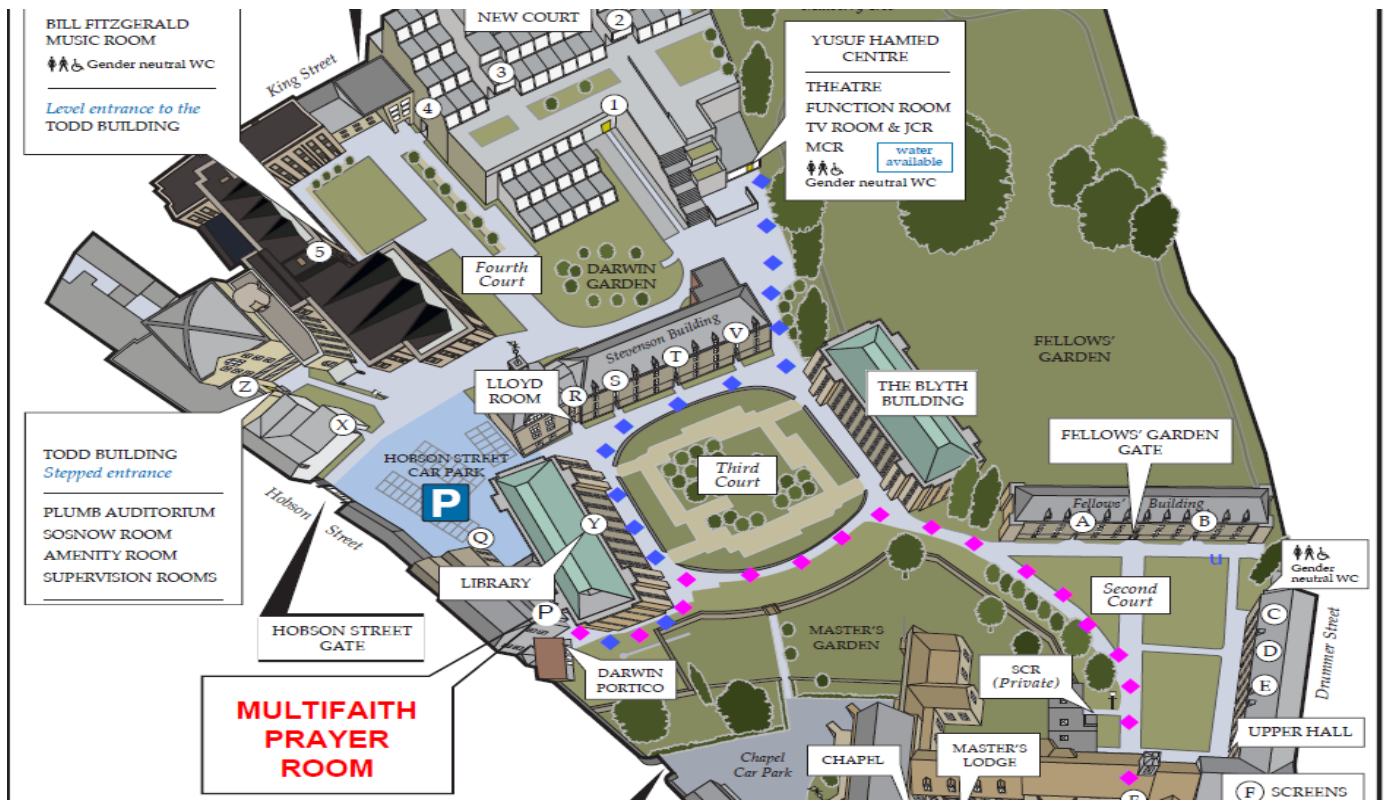 BILL FITZGERALD
MUSIC ROOM
Gender neutral WC
Level entrance to the
TODD BUILDING
King Street
NEW COURT
2
3
4
1
5
YUSUF HAMIED
CENTRE
THEATRE
FUNCTION ROOM
TV ROOM & JCR
MCR
water
available
Gender neutral WC
Fourth
Court
DARWIN
GARDEN
Stevenson Building
V
T
S
R
LLOYD
ROOM
FELLOWS'
GARDEN
THE BLYTH
BUILDING
Z
X
TODD BUILDING
Stepped entrance
PLUMB AUDITORIUM
SOSNOW ROOM
AMENITY ROOM
SUPERVISION ROOMS
HOBSON STREET
CAR PARK
P
Hobson
Street
Third
Court
FELLOWS' GARDEN
GATE
Fellows' Building
A
B
u
Gender
neutral WC
Q
Y
LIBRARY
P
HOBSON STREET
GATE
Second
Court
C
D
E
Drummer Street
MASTER'S
GARDEN
DARWIN
PORTICO
SCR
(Private)
MULTIFAITH
PRAYER
ROOM
UPPER HALL
Chapel
Car Park
CHAPEL
MASTER'S
LODGE
F
F SCREENS